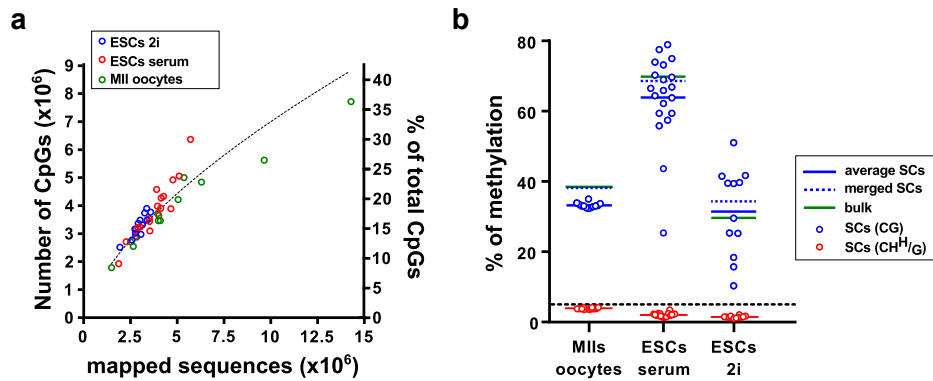 a
ESCs 2i
ESCs serum
MII oocytes
Number of CpGs (x10⁶)
9
8
7
6
5
4
3
2
1
0
40
35
30
25
20
15
10
5
0
% of total CpGs
0 2.5 5 7.5 10 12.5 15
mapped sequences (x10⁶)
b
% of methylation
80
60
40
20
0
MIIs oocytes
ESCs serum
ESCs 2i
average SCs
merged SCs
bulk
SCs (CG)
SCs (CHH/G)